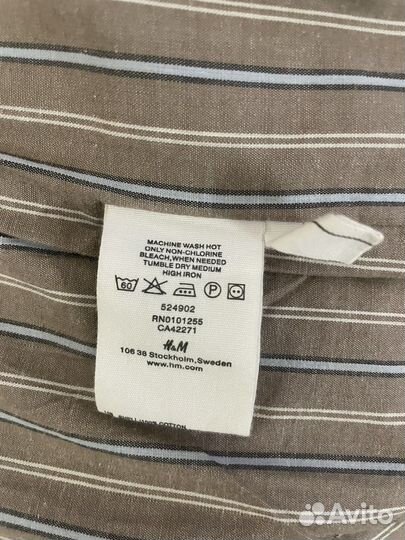 MACHINE WASH HOT
ONLY NON-CHLORINE
BLEACH,WHEN NEEDED
TUMBLE DRY MEDIUM
HIGH IRON
60 P
524902
RN0101255
CA42271
H&M
106 38 Stockholm,Sweden
www.hm.com
COTTON
Avito